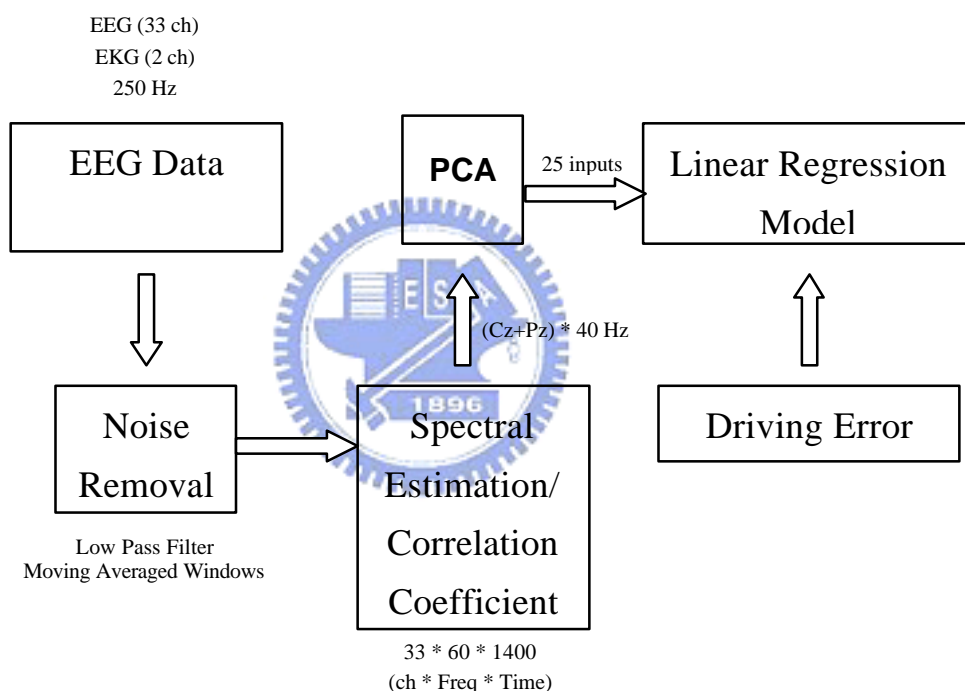 EEG (33 ch)
EKG (2 ch)
250 Hz
EEG Data
Noise
Removal
Low Pass Filter
Moving Averaged Windows
Spectral
Estimation/
Correlation
Coefficient
33 * 60 * 1400
(ch * Freq * Time)
(Cz+Pz) * 40 Hz
PCA
25 inputs
Linear Regression
Model
Driving Error
E S A
1896